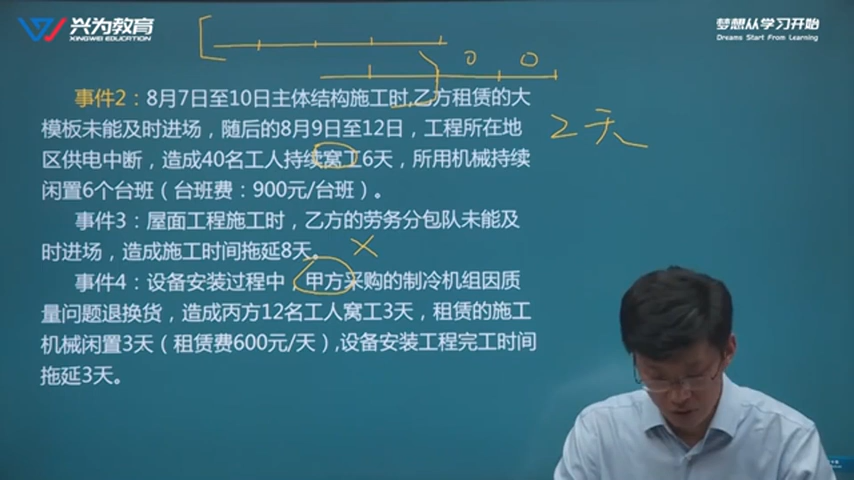 兴为教育
XINGWEI EDUCATION
梦想从学习开始
Dreams Start From Learning
事件2：8月7日至10日主体结构施工时,乙方租赁的大
模板未能及时进场，随后的8月9日至12日，工程所在地
区供电中断，造成40名工人持续窝工6天，所用机械持续
闲置6个台班（台班费：900元/台班）。
2天
事件3：屋面工程施工时，乙方的劳务分包队未能及
时进场，造成施工时间拖延8天。
事件4：设备安装过程中，甲方采购的制冷机组因质
量问题退换货，造成丙方12名工人窝工3天，租赁的施工
机械闲置3天（租赁费600元/天）,设备安装工程完工时间
拖延3天。